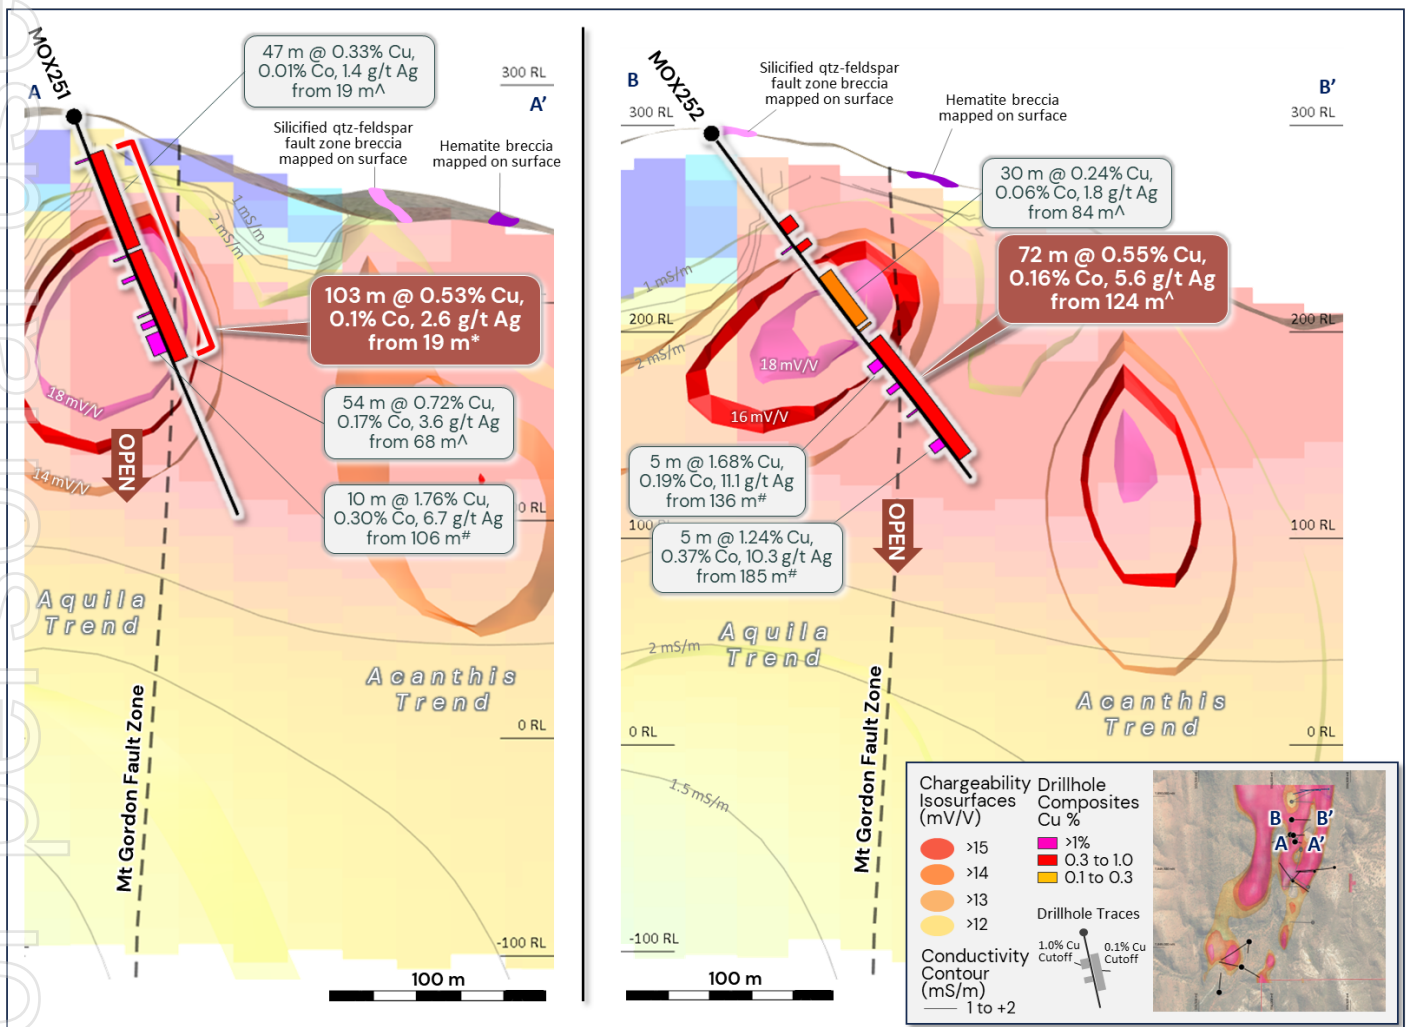 MOX251
A
47 m @ 0.33% Cu,
0.01% Co, 1.4 g/t Ag
from 19 m^
300 RL
A'
Silicified qtz-feldspar
fault zone breccia
mapped on surface
Hematite breccia
mapped on surface
1 mS/m
2 mS/m
103 m @ 0.53% Cu,
0.1% Co, 2.6 g/t Ag
from 19 m*
54 m @ 0.72% Cu,
0.17% Co, 3.6 g/t Ag
from 68 m^
10 m @ 1.76% Cu,
0.30% Co, 6.7 g/t Ag
from 106 m#
18 mV/V
14 mV/V
OPEN
0 RL
Aquila
Trend
Acanthis
Trend
Mt Gordon Fault Zone
0 RL
-100 RL
100 m
MOX252
B
300 RL
Silicified qtz-feldspar
fault zone breccia
mapped on surface
Hematite breccia
mapped on surface
B'
300 RL
30 m @ 0.24% Cu,
0.06% Co, 1.8 g/t Ag
from 84 m^
72 m @ 0.55% Cu,
0.16% Co, 5.6 g/t Ag
from 124 m^
1 mS/m
200 RL
2 mS/m
200 RL
18 mV/V
16 mV/V
5 m @ 1.68% Cu,
0.19% Co, 11.1 g/t Ag
from 136 m#
100
5 m @ 1.24% Cu,
0.37% Co, 10.3 g/t Ag
from 185 m#
OPEN
100 RL
Aquila
Trend
2 mS/m
Acanthis
Trend
Mt Gordon Fault Zone
0 RL
0 RL
1.5 mS/m
-100 RL
100 m
Chargeability
Isosurfaces
(mV/V)
>15
>14
>13
>12
Conductivity
Contour
(mS/m)
1 to +2
Drillhole
Composites
Cu %
>1%
0.3 to 1.0
0.1 to 0.3
Drillhole Traces
1.0% Cu
Cutoff
0.1% Cu
Cutoff
B
B'
A
A'